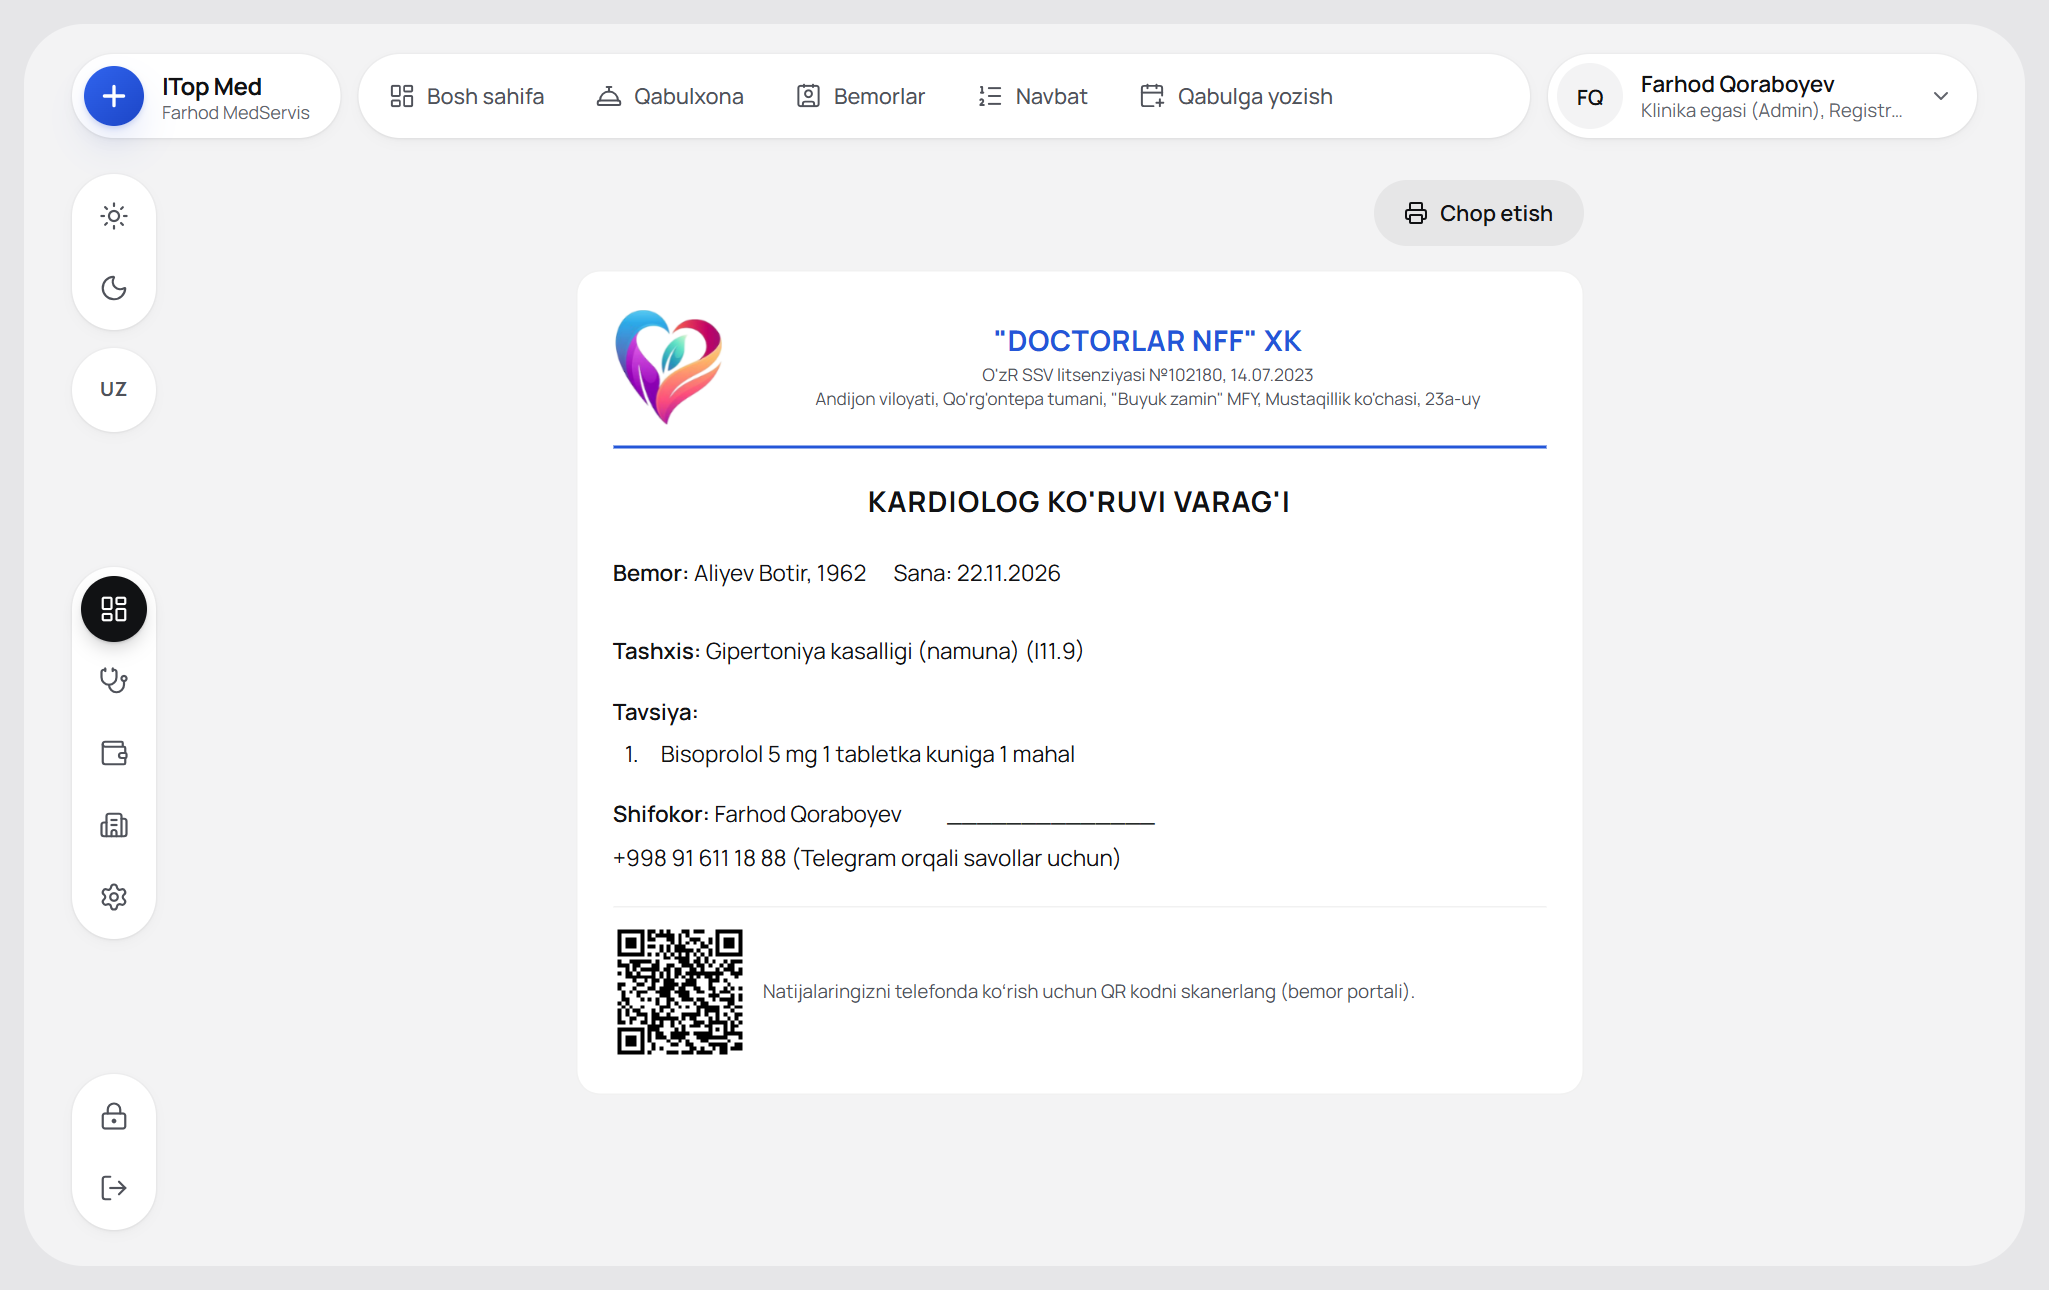 ITop Med
Farhod MedServis
Bosh sahifa
Qabulxona
Bemorlar
Navbat
Qabulga yozish
FQ
Farhod Qoraboyev
Klinika egasi (Admin), Registr...
UZ
Chop etish
"DOCTORLAR NFF" XK
O'zR SSV litsenziyasi №102180, 14.07.2023
Andijon viloyati, Qo'rg'ontepa tumani, "Buyuk zamin" MFY, Mustaqillik ko'chasi, 23a-uy
KARDIOLOG KO'RUVI VARAG'I
Bemor: Aliyev Botir, 1962 Sana: 22.11.2026
Tashxis: Gipertoniya kasalligi (namuna) (I11.9)
Tavsiya:
1. Bisoprolol 5 mg 1 tabletka kuniga 1 mahal
Shifokor: Farhod Qoraboyev ________________
+998 91 611 18 88 (Telegram orqali savollar uchun)
Natijalaringizni telefonda koʻrish uchun QR kodni skanerlang (bemor portali).